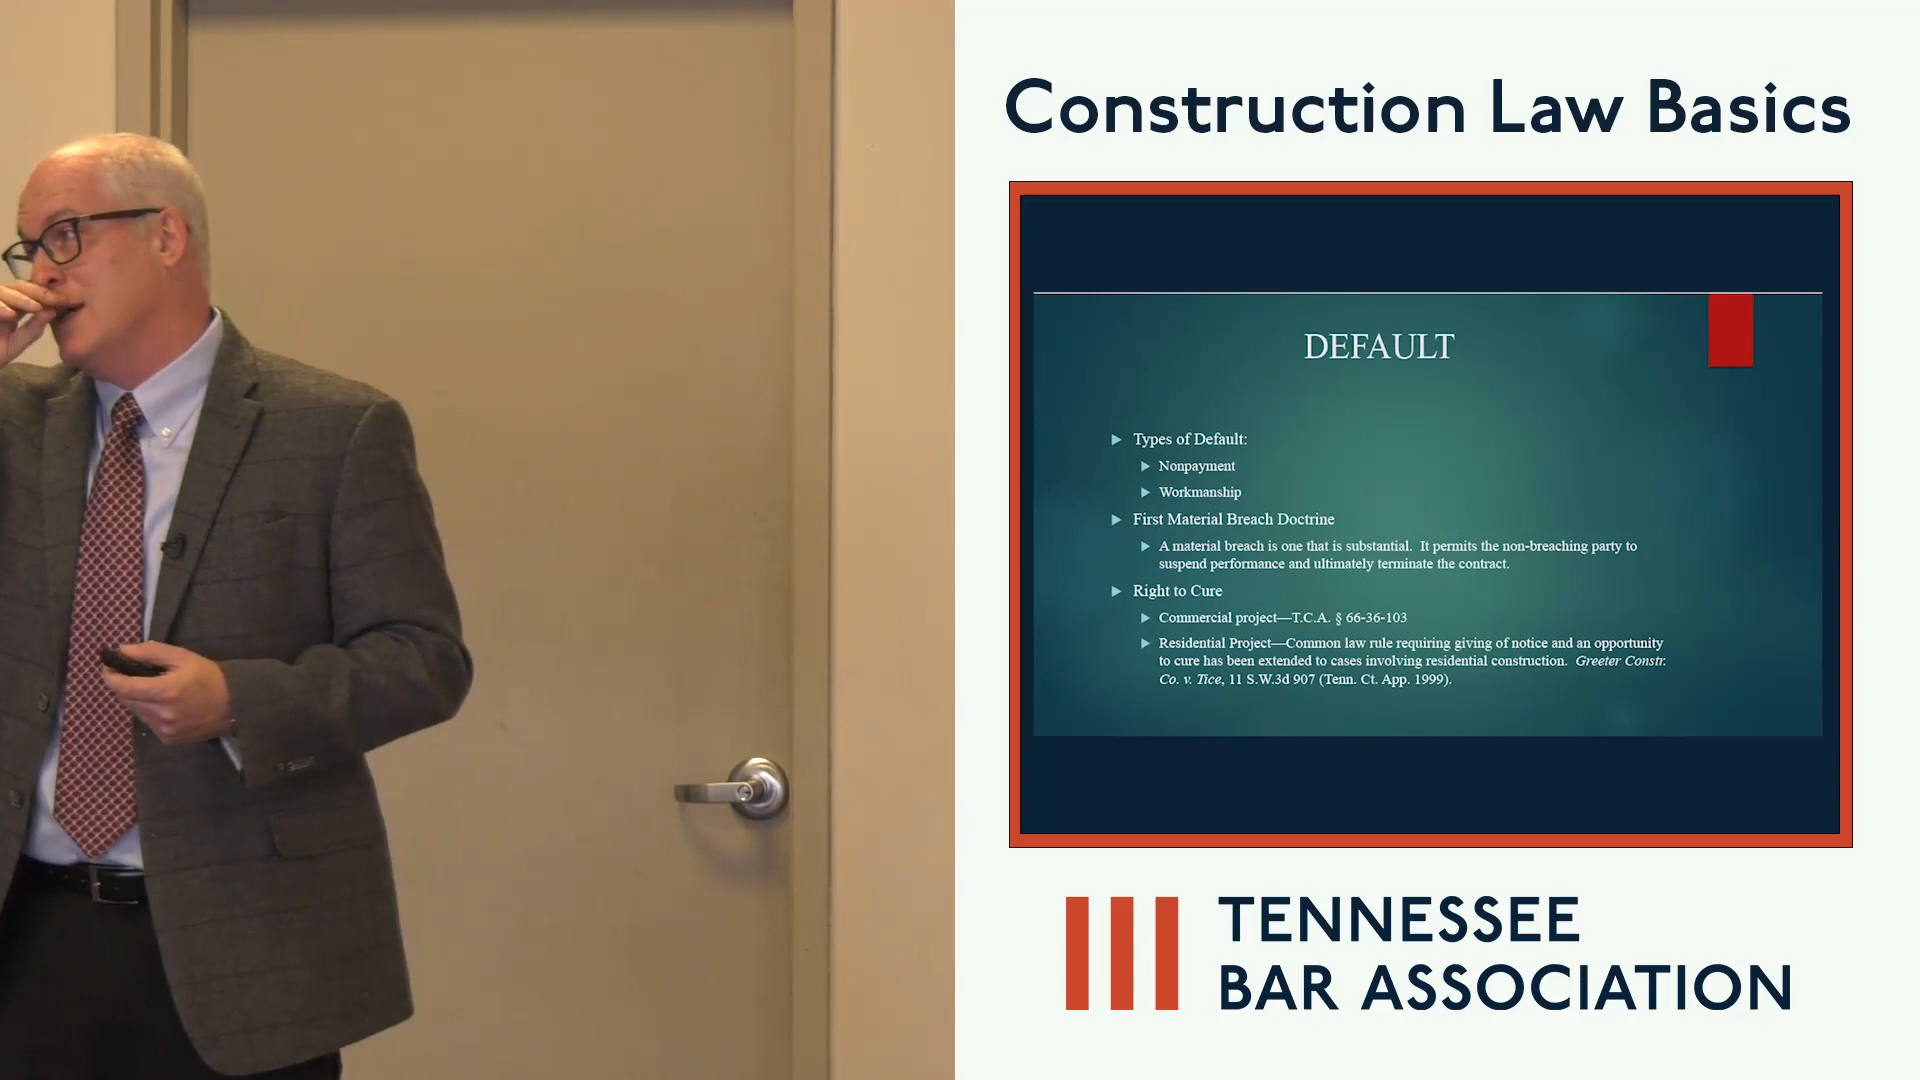 Construction Law Basics
DEFAULT
Types of Default:
Nonpayment
Workmanship
First Material Breach Doctrine
A material breach is one that is substantial. It permits the non-breaching party to
suspend performance and ultimately terminate the contract.
Right to Cure
Commercial project—T.C.A. § 66-36-103
Residential Project—Common law rule requiring giving of notice and an opportunity
to cure has been extended to cases involving residential construction. Greeter Constr.
Co. v. Tice, 11 S.W.3d 907 (Tenn. Ct. App. 1999).
TENNESSEE
BAR ASSOCIATION